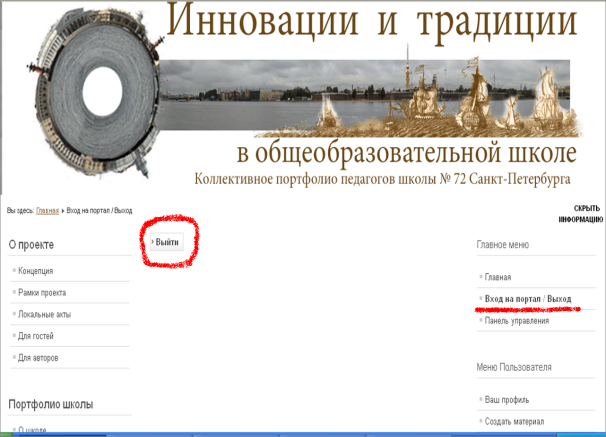 Инновации и традиции
в общеобразовательной школе
Коллективное портфолио педагогов школы № 72 Санкт-Петербурга
Вы здесь: Главная Вход на портал / Выход
СКРЫТЬ
ИНФОРМАЦИЮ
О проекте
Концепция
Рамки проекта
Локальные акты
Для гостей
Для авторов
Портфолио школы
О школе
Выйти
Главное меню
Главная
Вход на портал / Выход
Панель управления
Меню Пользователя
Ваш профиль
Создать материал